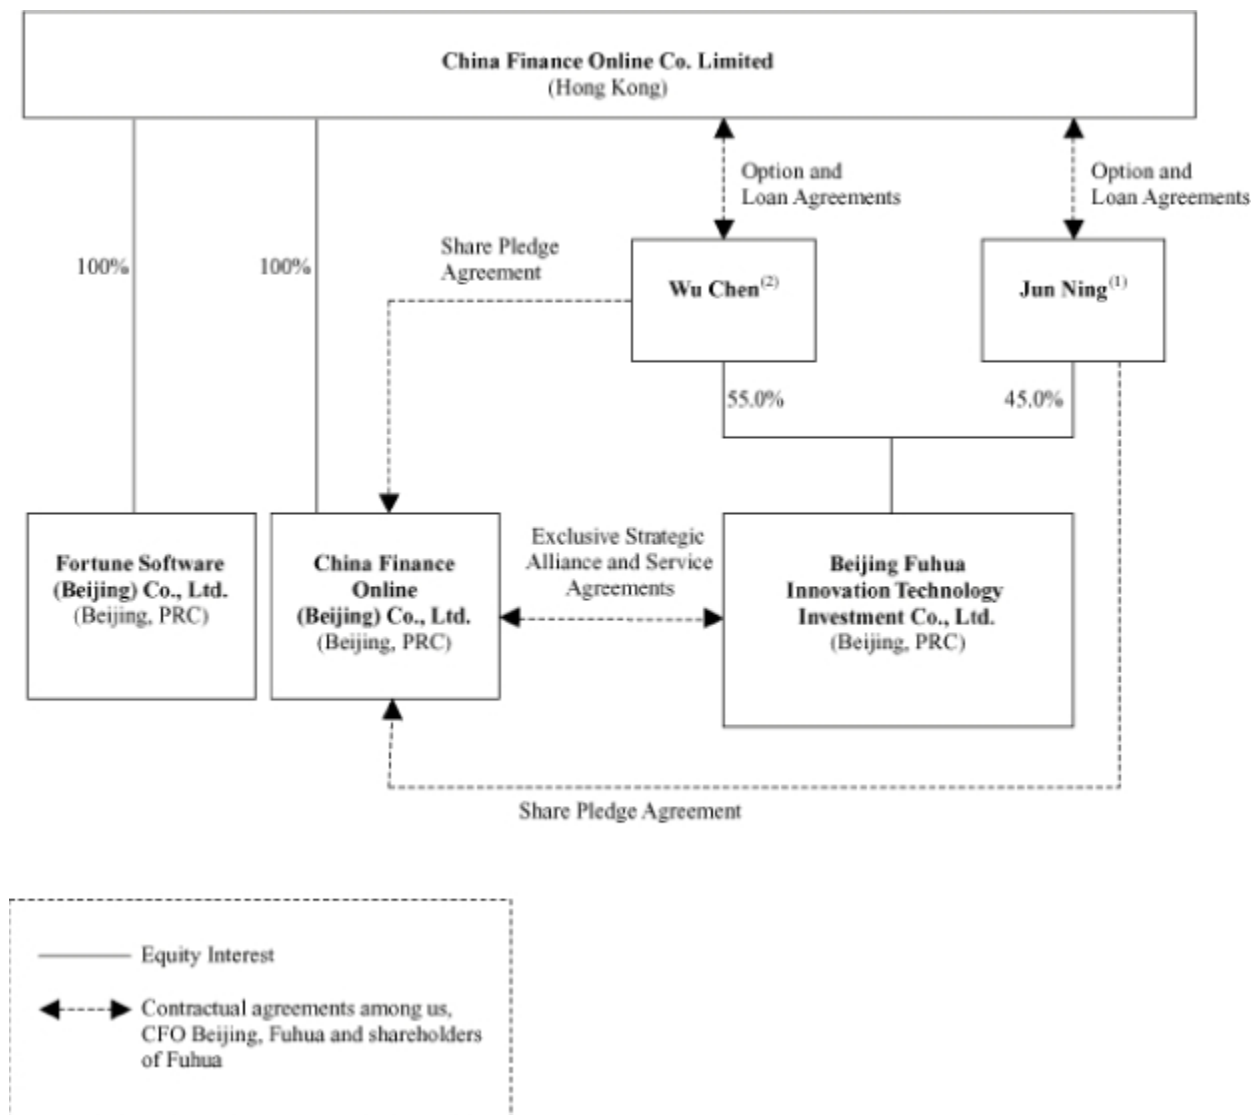 China Finance Online Co. Limited
(Hong Kong)
Option and
Loan Agreements
Option and
Loan Agreements
100%
100%
Share Pledge
Agreement
Wu Chen(2)
Jun Ning(1)
55.0%
45.0%
Fortune Software
(Beijing) Co., Ltd.
(Beijing, PRC)
China Finance
Online
(Beijing) Co., Ltd.
(Beijing, PRC)
Exclusive Strategic
Alliance and Service
Agreements
Beijing Fuhua
Innovation Technology
Investment Co., Ltd.
(Beijing, PRC)
Share Pledge Agreement
Equity Interest
Contractual agreements among us,
CFO Beijing, Fuhua and shareholders
of Fuhua